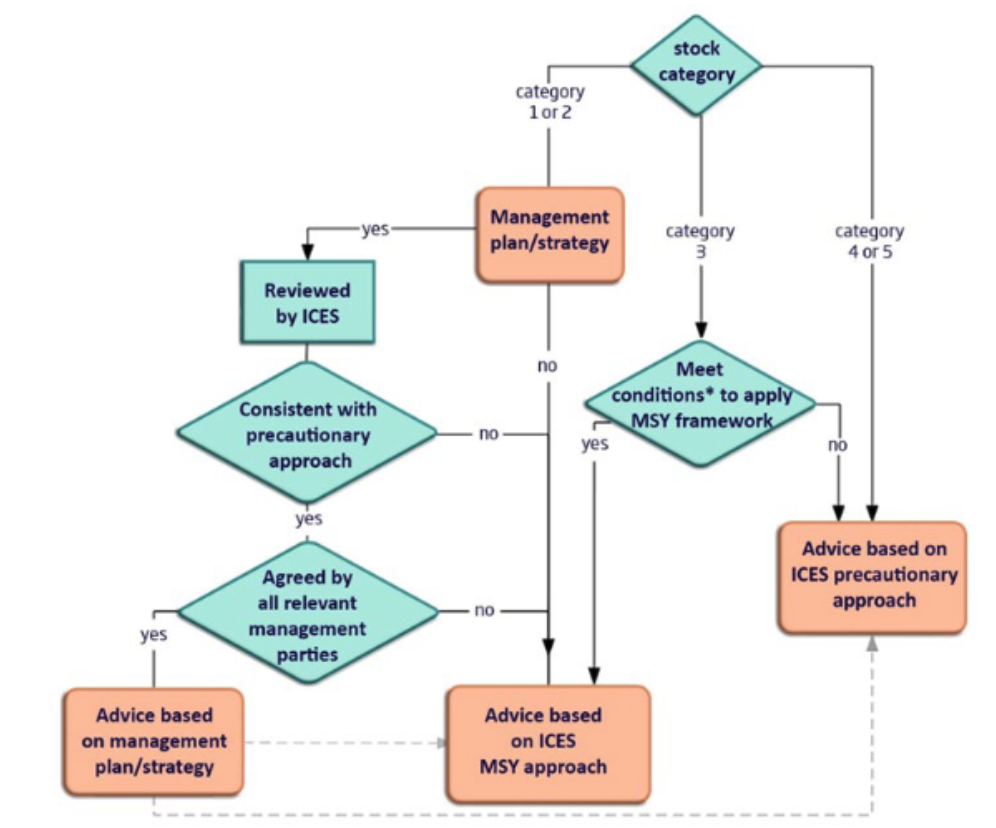 stock
category
category
1 or 2
Management
plan/strategy
yes
category
3
category
4 or 5
Reviewed
by ICES
no
Meet
conditions* to apply
MSY framework
Consistent with
precautionary
approach
no
yes
no
yes
Advice based on
ICES precautionary
approach
Agreed by
all relevant
management
parties
no
yes
Advice based
on management
plan/strategy
Advice based
on ICES
MSY approach